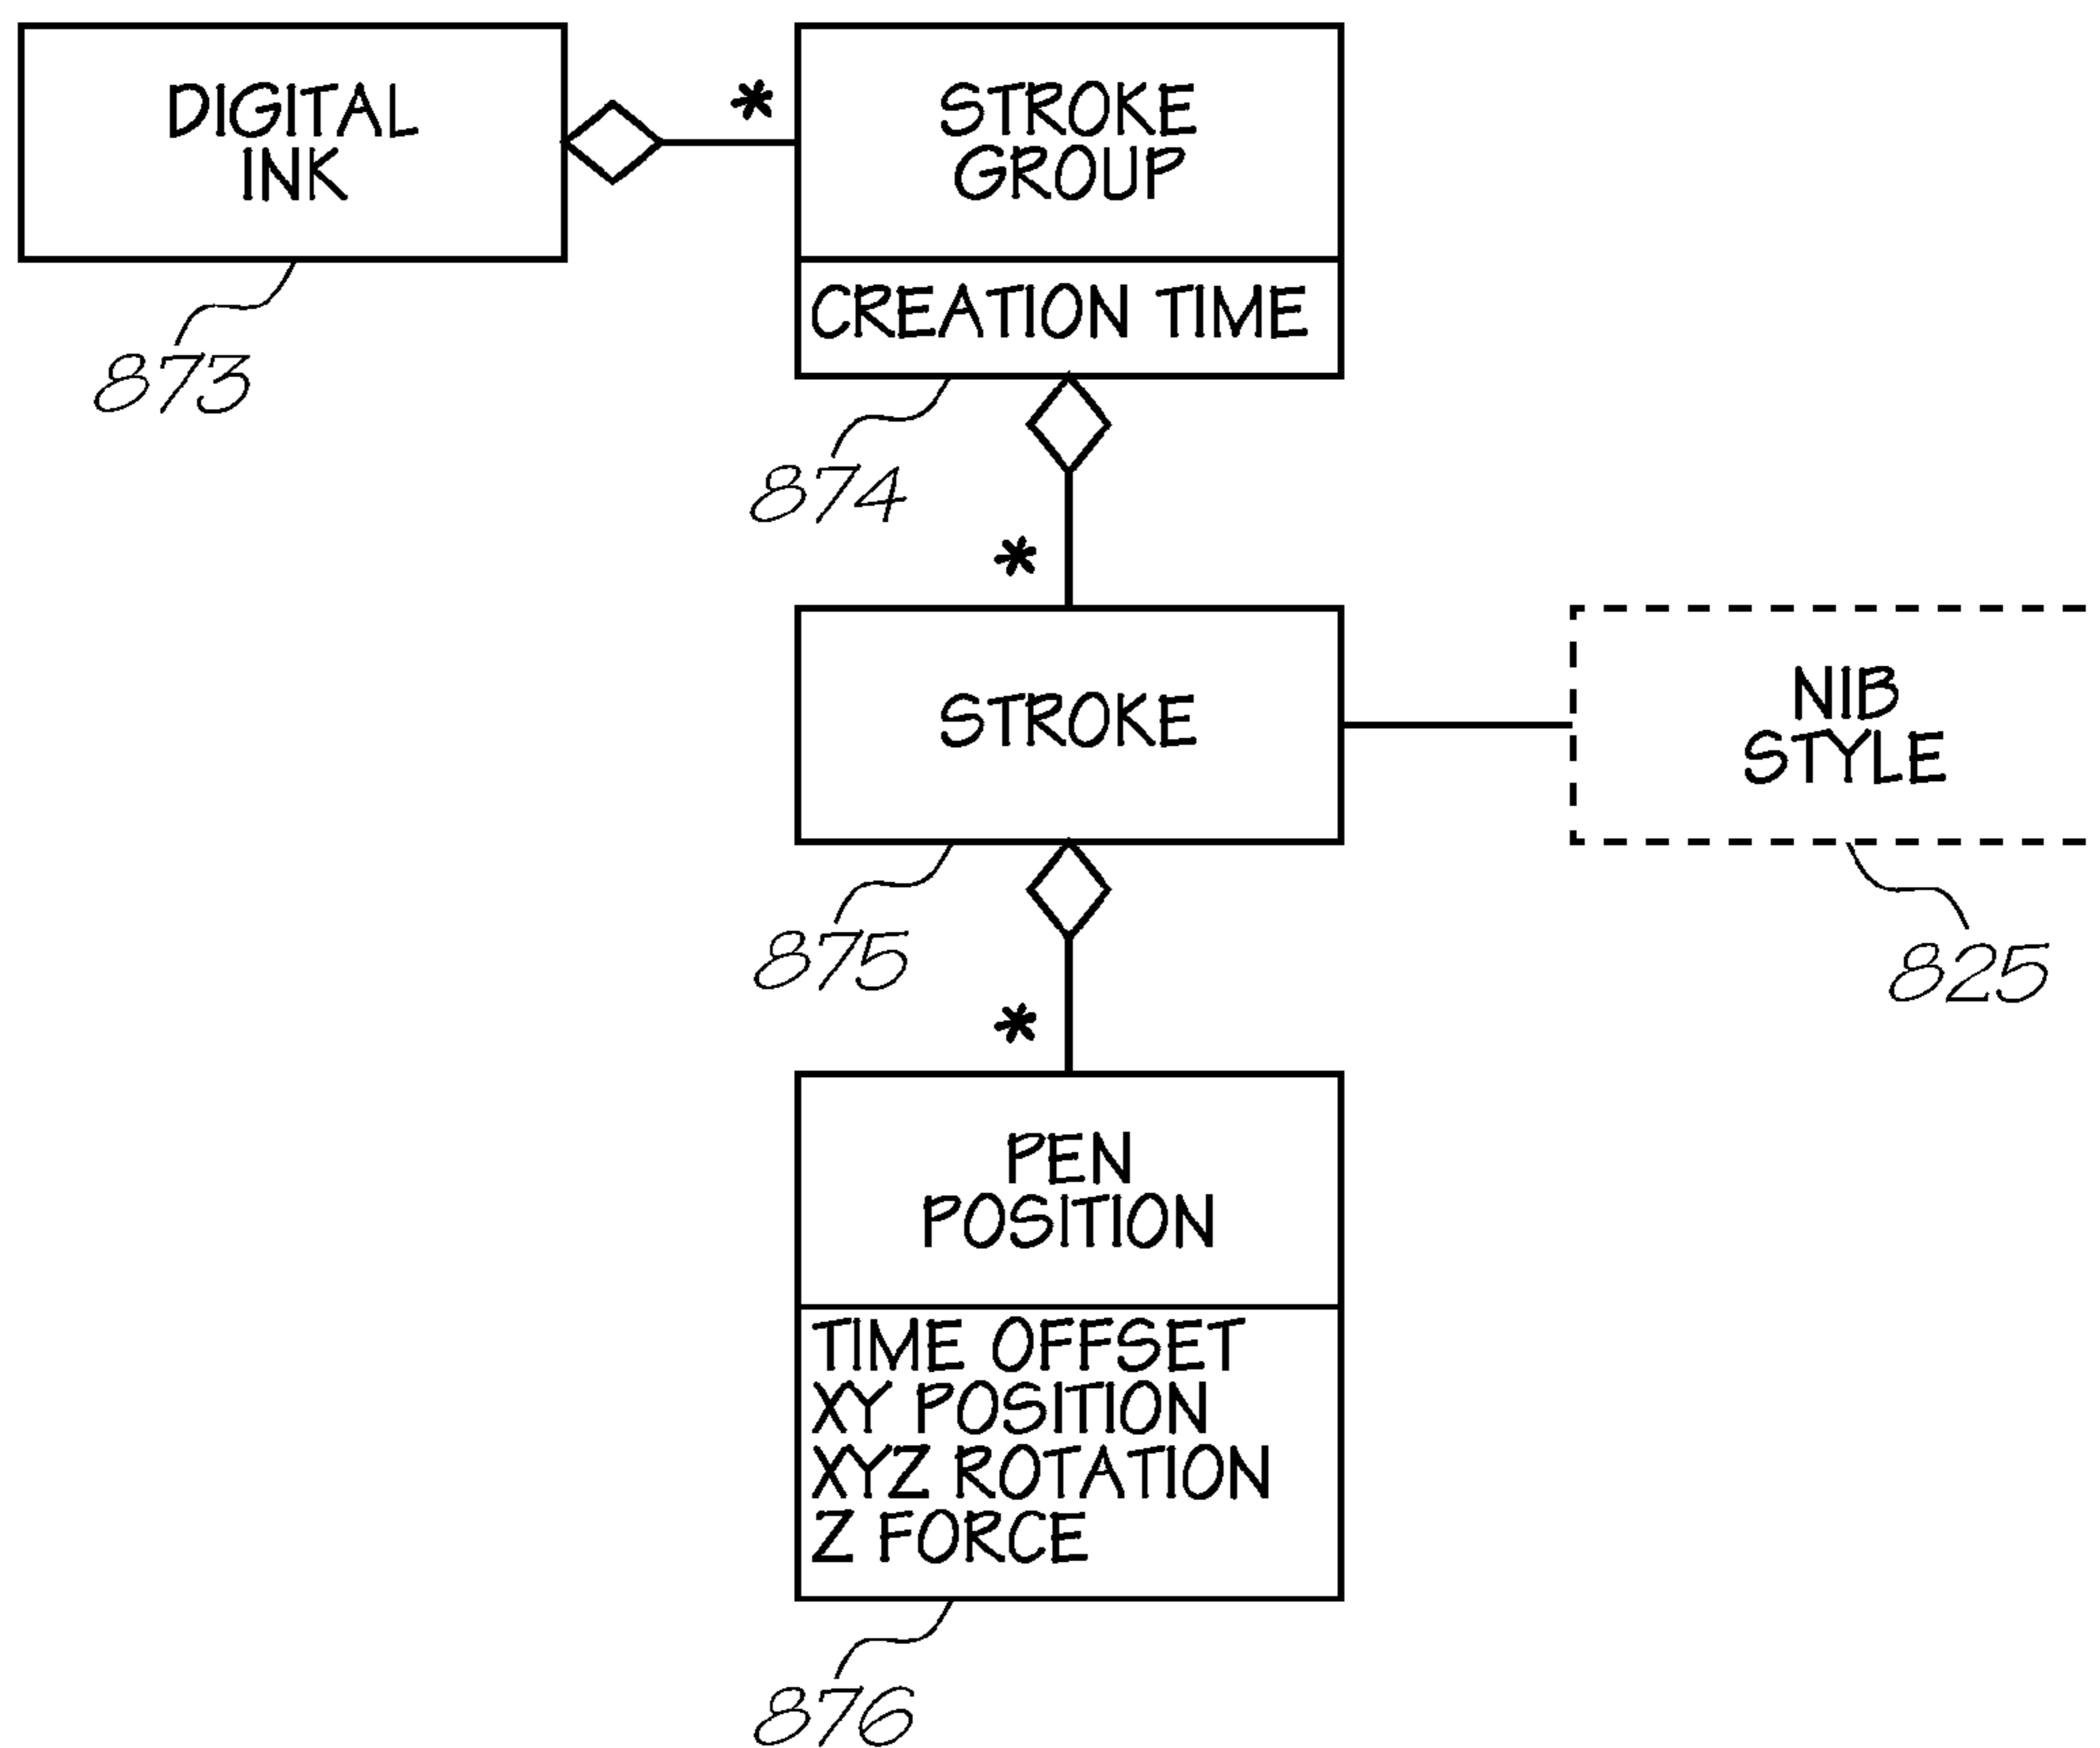 DIGITAL
INK
*
STROKE
GROUP
CREATION TIME
873
874
*
STROKE
NIB
STYLE
875
825
*
PEN
POSITION
TIME OFFSET
XY POSITION
XYZ ROTATION
Z FORCE
876